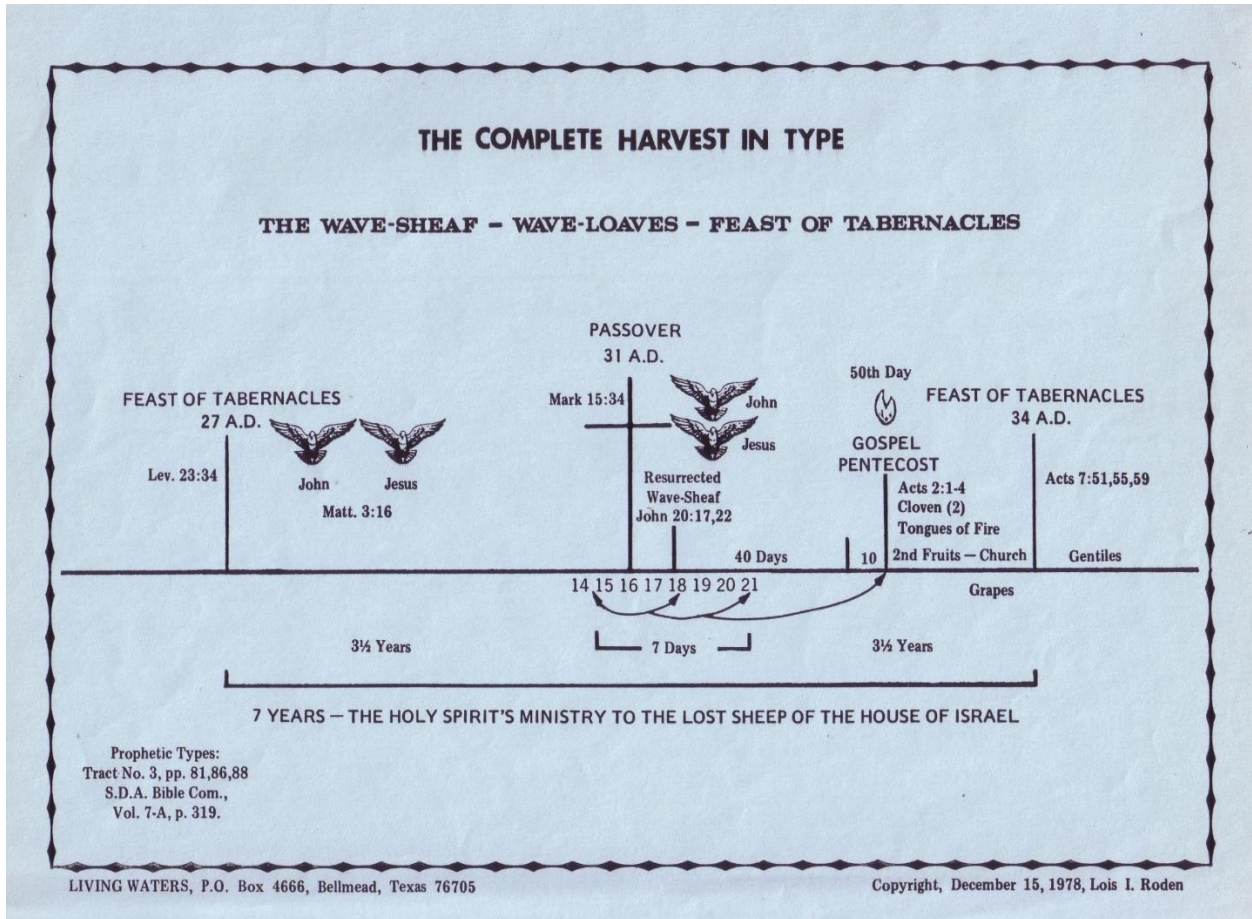 THE COMPLETE HARVEST IN TYPE
THE WAVE-SHEAF – WAVE-LOAVES – FEAST OF TABERNACLES
FEAST OF TABERNACLES
27 A.D.
Lev. 23:34
John
Jesus
Matt. 3:16
PASSOVER
31 A.D.
Mark 15:34
John
Jesus
Resurrected
Wave-Sheaf
John 20:17,22
50th Day
GOSPEL
PENTECOST
Acts 2:1-4
Cloven (2)
Tongues of Fire
2nd Fruits — Church
FEAST OF TABERNACLES
34 A.D.
Acts 7:51,55,59
40 Days
10
Gentiles
14 15 16 17 18 19 20 21
Grapes
3½ Years
7 Days
3½ Years
7 YEARS — THE HOLY SPIRIT'S MINISTRY TO THE LOST SHEEP OF THE HOUSE OF ISRAEL
Prophetic Types:
Tract No. 3, pp. 81,86,88
S.D.A. Bible Com.,
Vol. 7-A, p. 319.
LIVING WATERS, P.O. Box 4666, Bellmead, Texas 76705
Copyright, December 15, 1978, Lois I. Roden